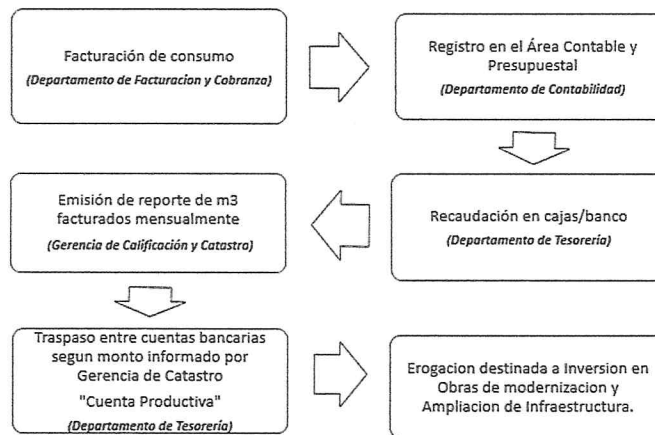 Facturación de consumo
(Departamento de Facturacion y Cobranza)
Registro en el Área Contable y
Presupuestal
(Departamento de Contabilidad)
Recaudación en cajas/banco
(Departamento de Tesorería)
Emisión de reporte de m3
facturados mensualmente
(Gerencia de Calificación y Catastro)
Traspaso entre cuentas bancarias
segun monto informado por
Gerencia de Catastro
"Cuenta Productiva"
(Departamento de Tesorería)
Erogacion destinada a Inversion en
Obras de modernizacion y
Ampliacion de Infraestructura.